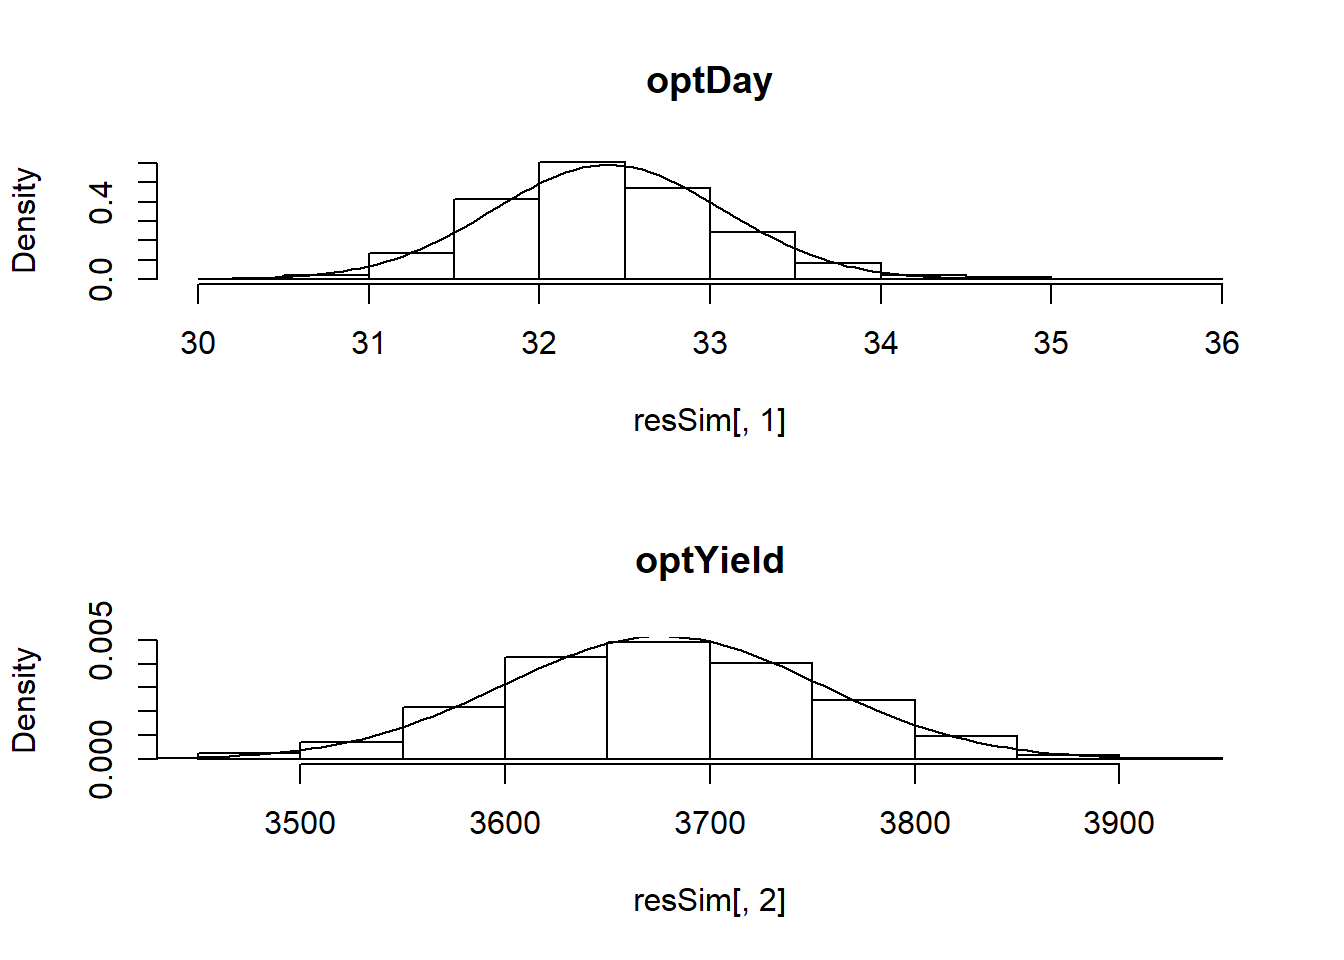 optDay
Density
0.0 0.4
30 31 32 33 34 35 36
resSim[, 1]
optYield
Density
0.000 0.005
3500 3600 3700 3800 3900
resSim[, 2]